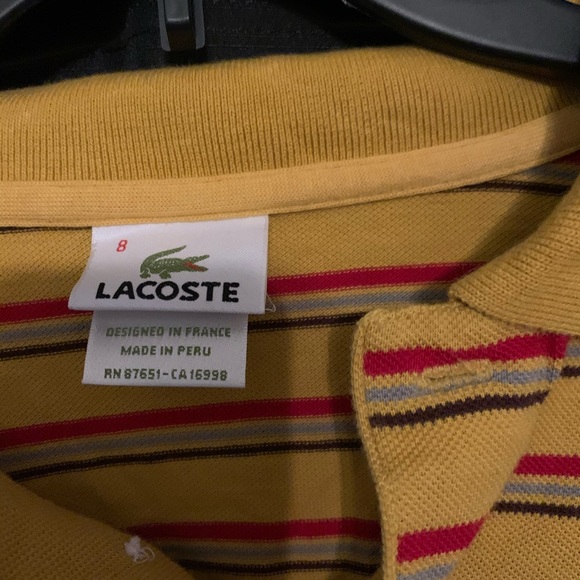 8
LACOSTE
DESIGNED IN FRANCE
MADE IN PERU
RN 87651-CA 16998